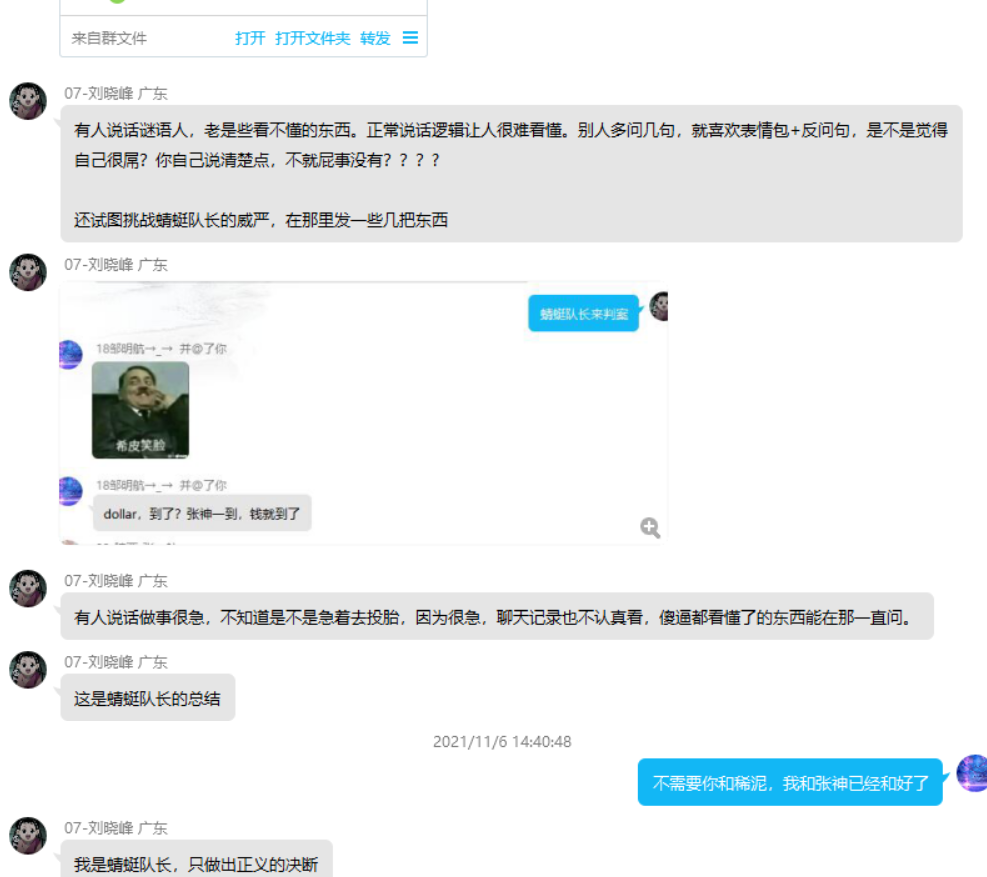 来自群文件 打开 打开文件夹 转发
07-刘晓峰 广东
有人说话谜语人，老是些看不懂的东西。正常说话逻辑让人很难看懂。别人多问几句，就喜欢表情包+反问句，是不是觉得
自己很屌？你自己说清楚点，不就屁事没有？？？？
还试图挑战蜻蜓队长的威严，在那里发一些几把东西
07-刘晓峰 广东
蜻蜓队长来判案
18邹明航→_→ 并@了你
希皮笑脸
18邹明航→_→ 并@了你
dollar，到了？张神一到，钱就到了
07-刘晓峰 广东
有人说话做事很急，不知道是不是急着去投胎，因为很急，聊天记录也不认真看，傻逼都看懂了的东西能在那一直问。
07-刘晓峰 广东
这是蜻蜓队长的总结
2021/11/6 14:40:48
不需要你和稀泥，我和张神已经和好了
07-刘晓峰 广东
我是蜻蜓队长，只做出正义的决断